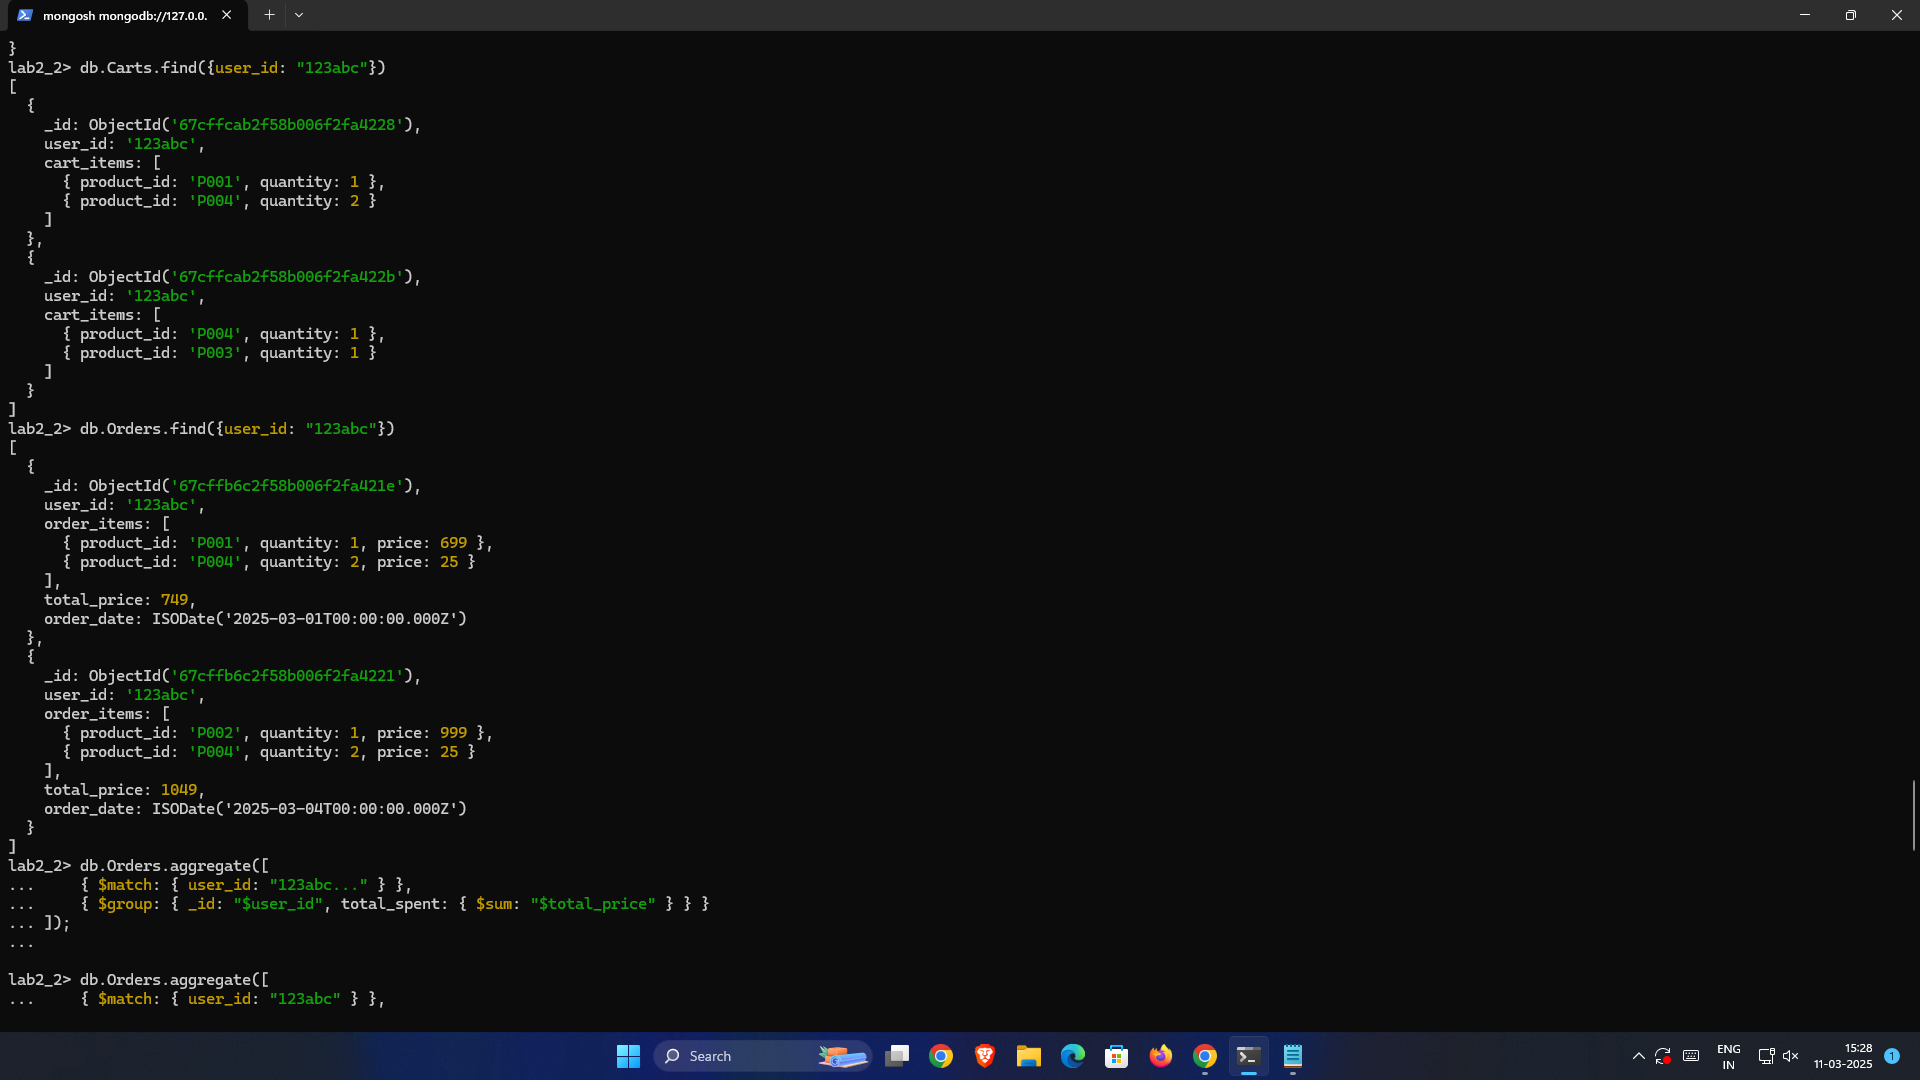 mongosh mongodb://127.0.0.
}
lab2_2> db.Carts.find({user_id: "123abc"})
[
  {
    _id: ObjectId('67cffcab2f58b006f2fa4228'),
    user_id: '123abc',
    cart_items: [
      { product_id: 'P001', quantity: 1 },
      { product_id: 'P004', quantity: 2 }
    ]
  },
  {
    _id: ObjectId('67cffcab2f58b006f2fa422b'),
    user_id: '123abc',
    cart_items: [
      { product_id: 'P004', quantity: 1 },
      { product_id: 'P003', quantity: 1 }
    ]
  }
]
lab2_2> db.Orders.find({user_id: "123abc"})
[
  {
    _id: ObjectId('67cffb6c2f58b006f2fa421e'),
    user_id: '123abc',
    order_items: [
      { product_id: 'P001', quantity: 1, price: 699 },
      { product_id: 'P004', quantity: 2, price: 25 }
    ],
    total_price: 749,
    order_date: ISODate('2025-03-01T00:00:00.000Z')
  },
  {
    _id: ObjectId('67cffb6c2f58b006f2fa4221'),
    user_id: '123abc',
    order_items: [
      { product_id: 'P002', quantity: 1, price: 999 },
      { product_id: 'P004', quantity: 2, price: 25 }
    ],
    total_price: 1049,
    order_date: ISODate('2025-03-04T00:00:00.000Z')
  }
]
lab2_2> db.Orders.aggregate([
...     { $match: { user_id: "123abc..." } },
...     { $group: { _id: "$user_id", total_spent: { $sum: "$total_price" } } }
... ]);
...
lab2_2> db.Orders.aggregate([
...     { $match: { user_id: "123abc" } },
Search
ENG
IN
15:28
11-03-2025
1